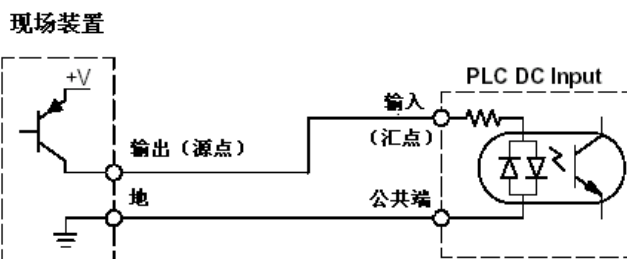 现场装置
+V
PLC DC Input
输入
(汇点)
输出（源点）
地
公共端